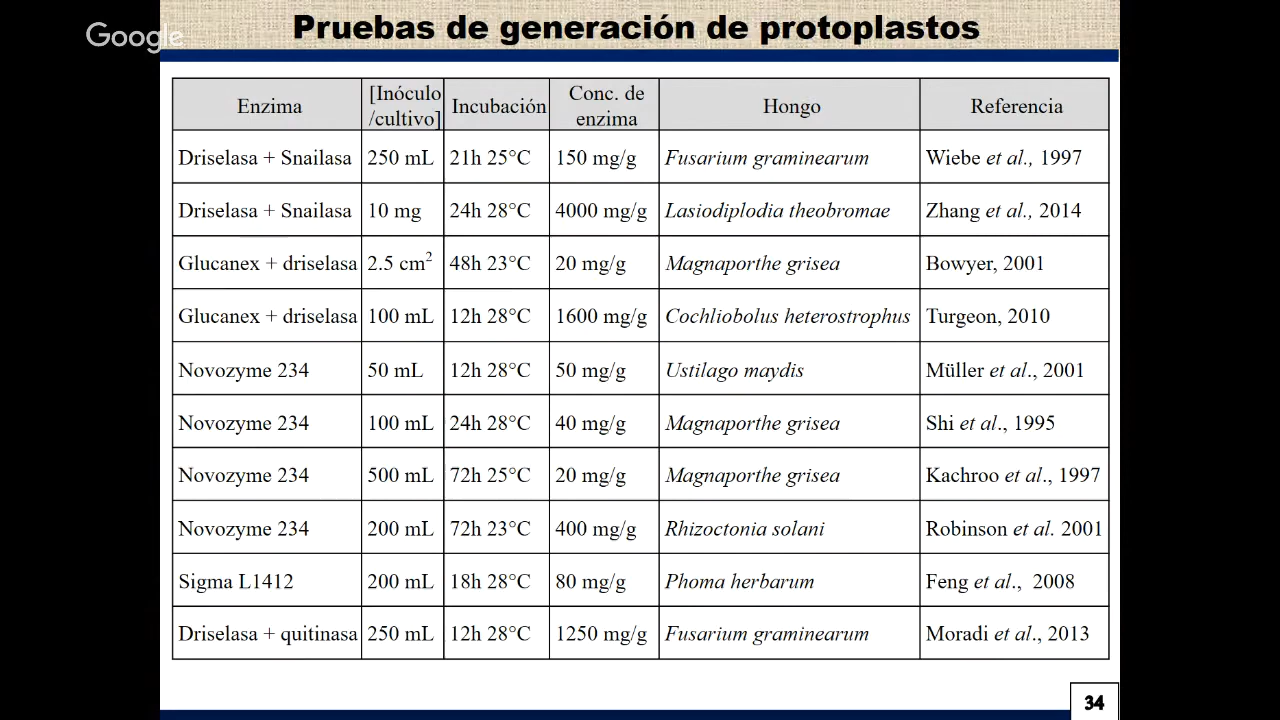 Google
Pruebas de generación de protoplastos
Enzima [Inóculo /cultivo] Incubación Conc. de enzima Hongo Referencia
Driselasa + Snailasa 250 mL 21h 25°C 150 mg/g Fusarium graminearum Wiebe et al., 1997
Driselasa + Snailasa 10 mg 24h 28°C 4000 mg/g Lasiodiplodia theobromae Zhang et al., 2014
Glucanex + driselasa 2.5 cm² 48h 23°C 20 mg/g Magnaporthe grisea Bowyer, 2001
Glucanex + driselasa 100 mL 12h 28°C 1600 mg/g Cochliobolus heterostrophus Turgeon, 2010
Novozyme 234 50 mL 12h 28°C 50 mg/g Ustilago maydis Müller et al., 2001
Novozyme 234 100 mL 24h 28°C 40 mg/g Magnaporthe grisea Shi et al., 1995
Novozyme 234 500 mL 72h 25°C 20 mg/g Magnaporthe grisea Kachroo et al., 1997
Novozyme 234 200 mL 72h 23°C 400 mg/g Rhizoctonia solani Robinson et al. 2001
Sigma L1412 200 mL 18h 28°C 80 mg/g Phoma herbarum Feng et al., 2008
Driselasa + quitinasa 250 mL 12h 28°C 1250 mg/g Fusarium graminearum Moradi et al., 2013
34